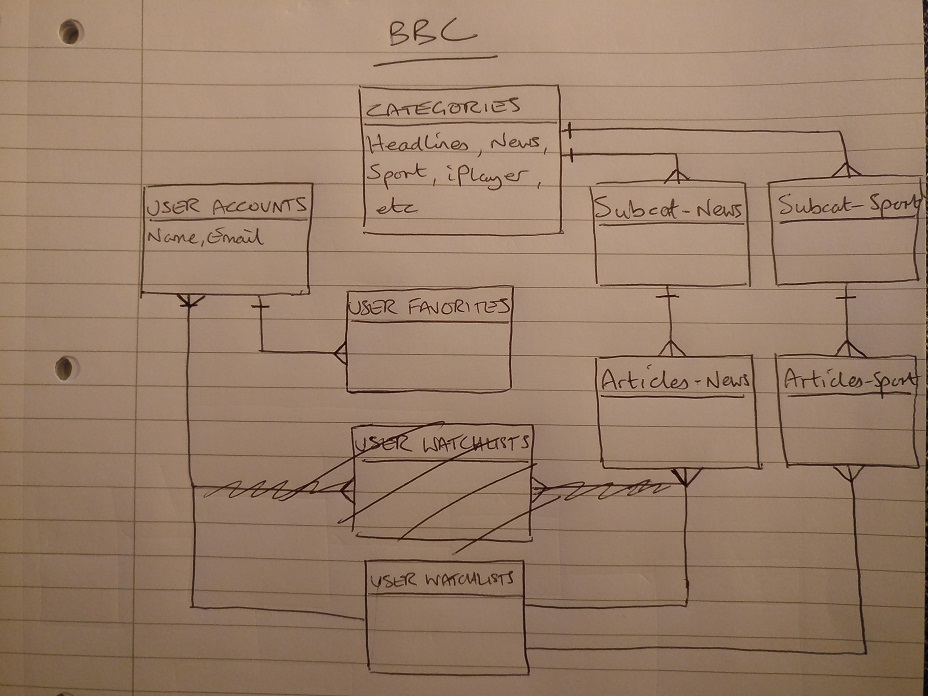 BBC
CATEGORIES
Headlines, News,
Sport, iPlayer,
etc
USER ACCOUNTS
Name, Email
Subcat-News
Subcat-Sport
USER FAVORITES
Articles-News
Articles-Sport
USER WATCHLISTS
USER WATCHLISTS